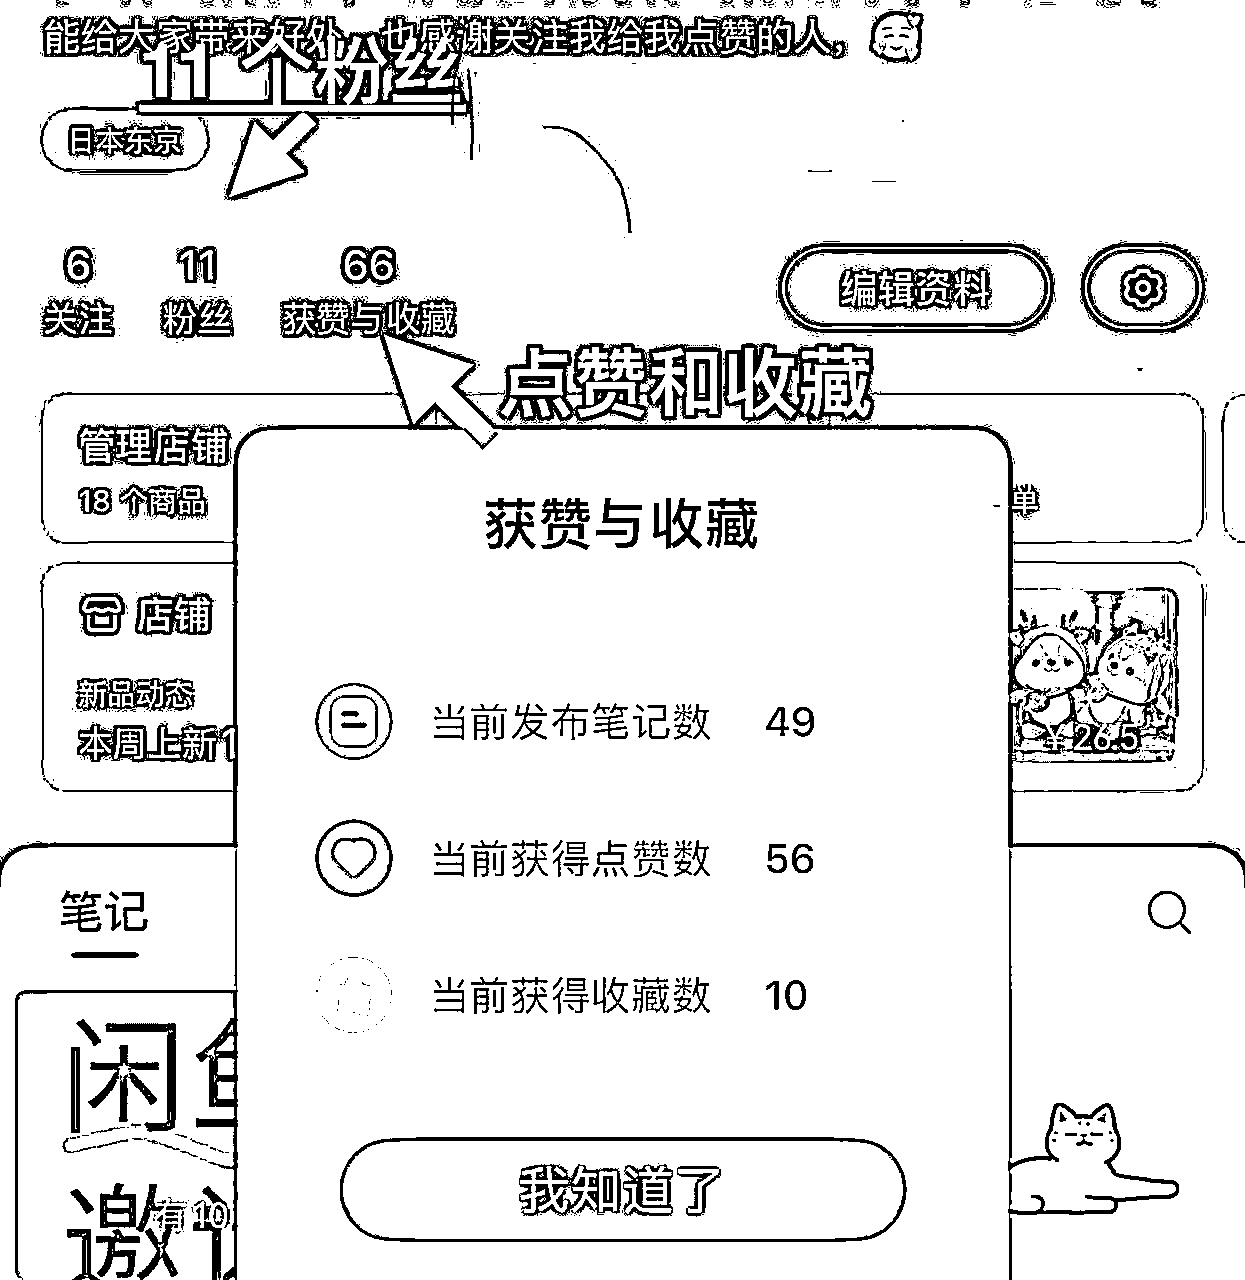 能给大家带来好处,也感谢关注我给我点赞的人,
11 个粉丝
日本东京
6 11 66
关注 粉丝 获赞与收藏
编辑资料
点赞和收藏
管理店铺
18 个商品
单
获赞与收藏
店铺
新品动态
本周上新1
¥ 26.5
当前发布笔记数 49
当前获得点赞数 56
当前获得收藏数 10
笔记
闲鱼
邀
有10
我知道了